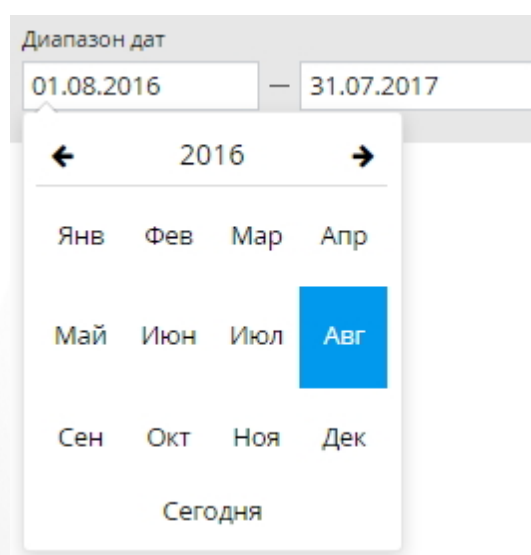 Диапазон дат
01.08.2016 — 31.07.2017
2016
Янв Фев Мар Апр
Май Июн Июл Авг
Сен Окт Ноя Дек
Сегодня